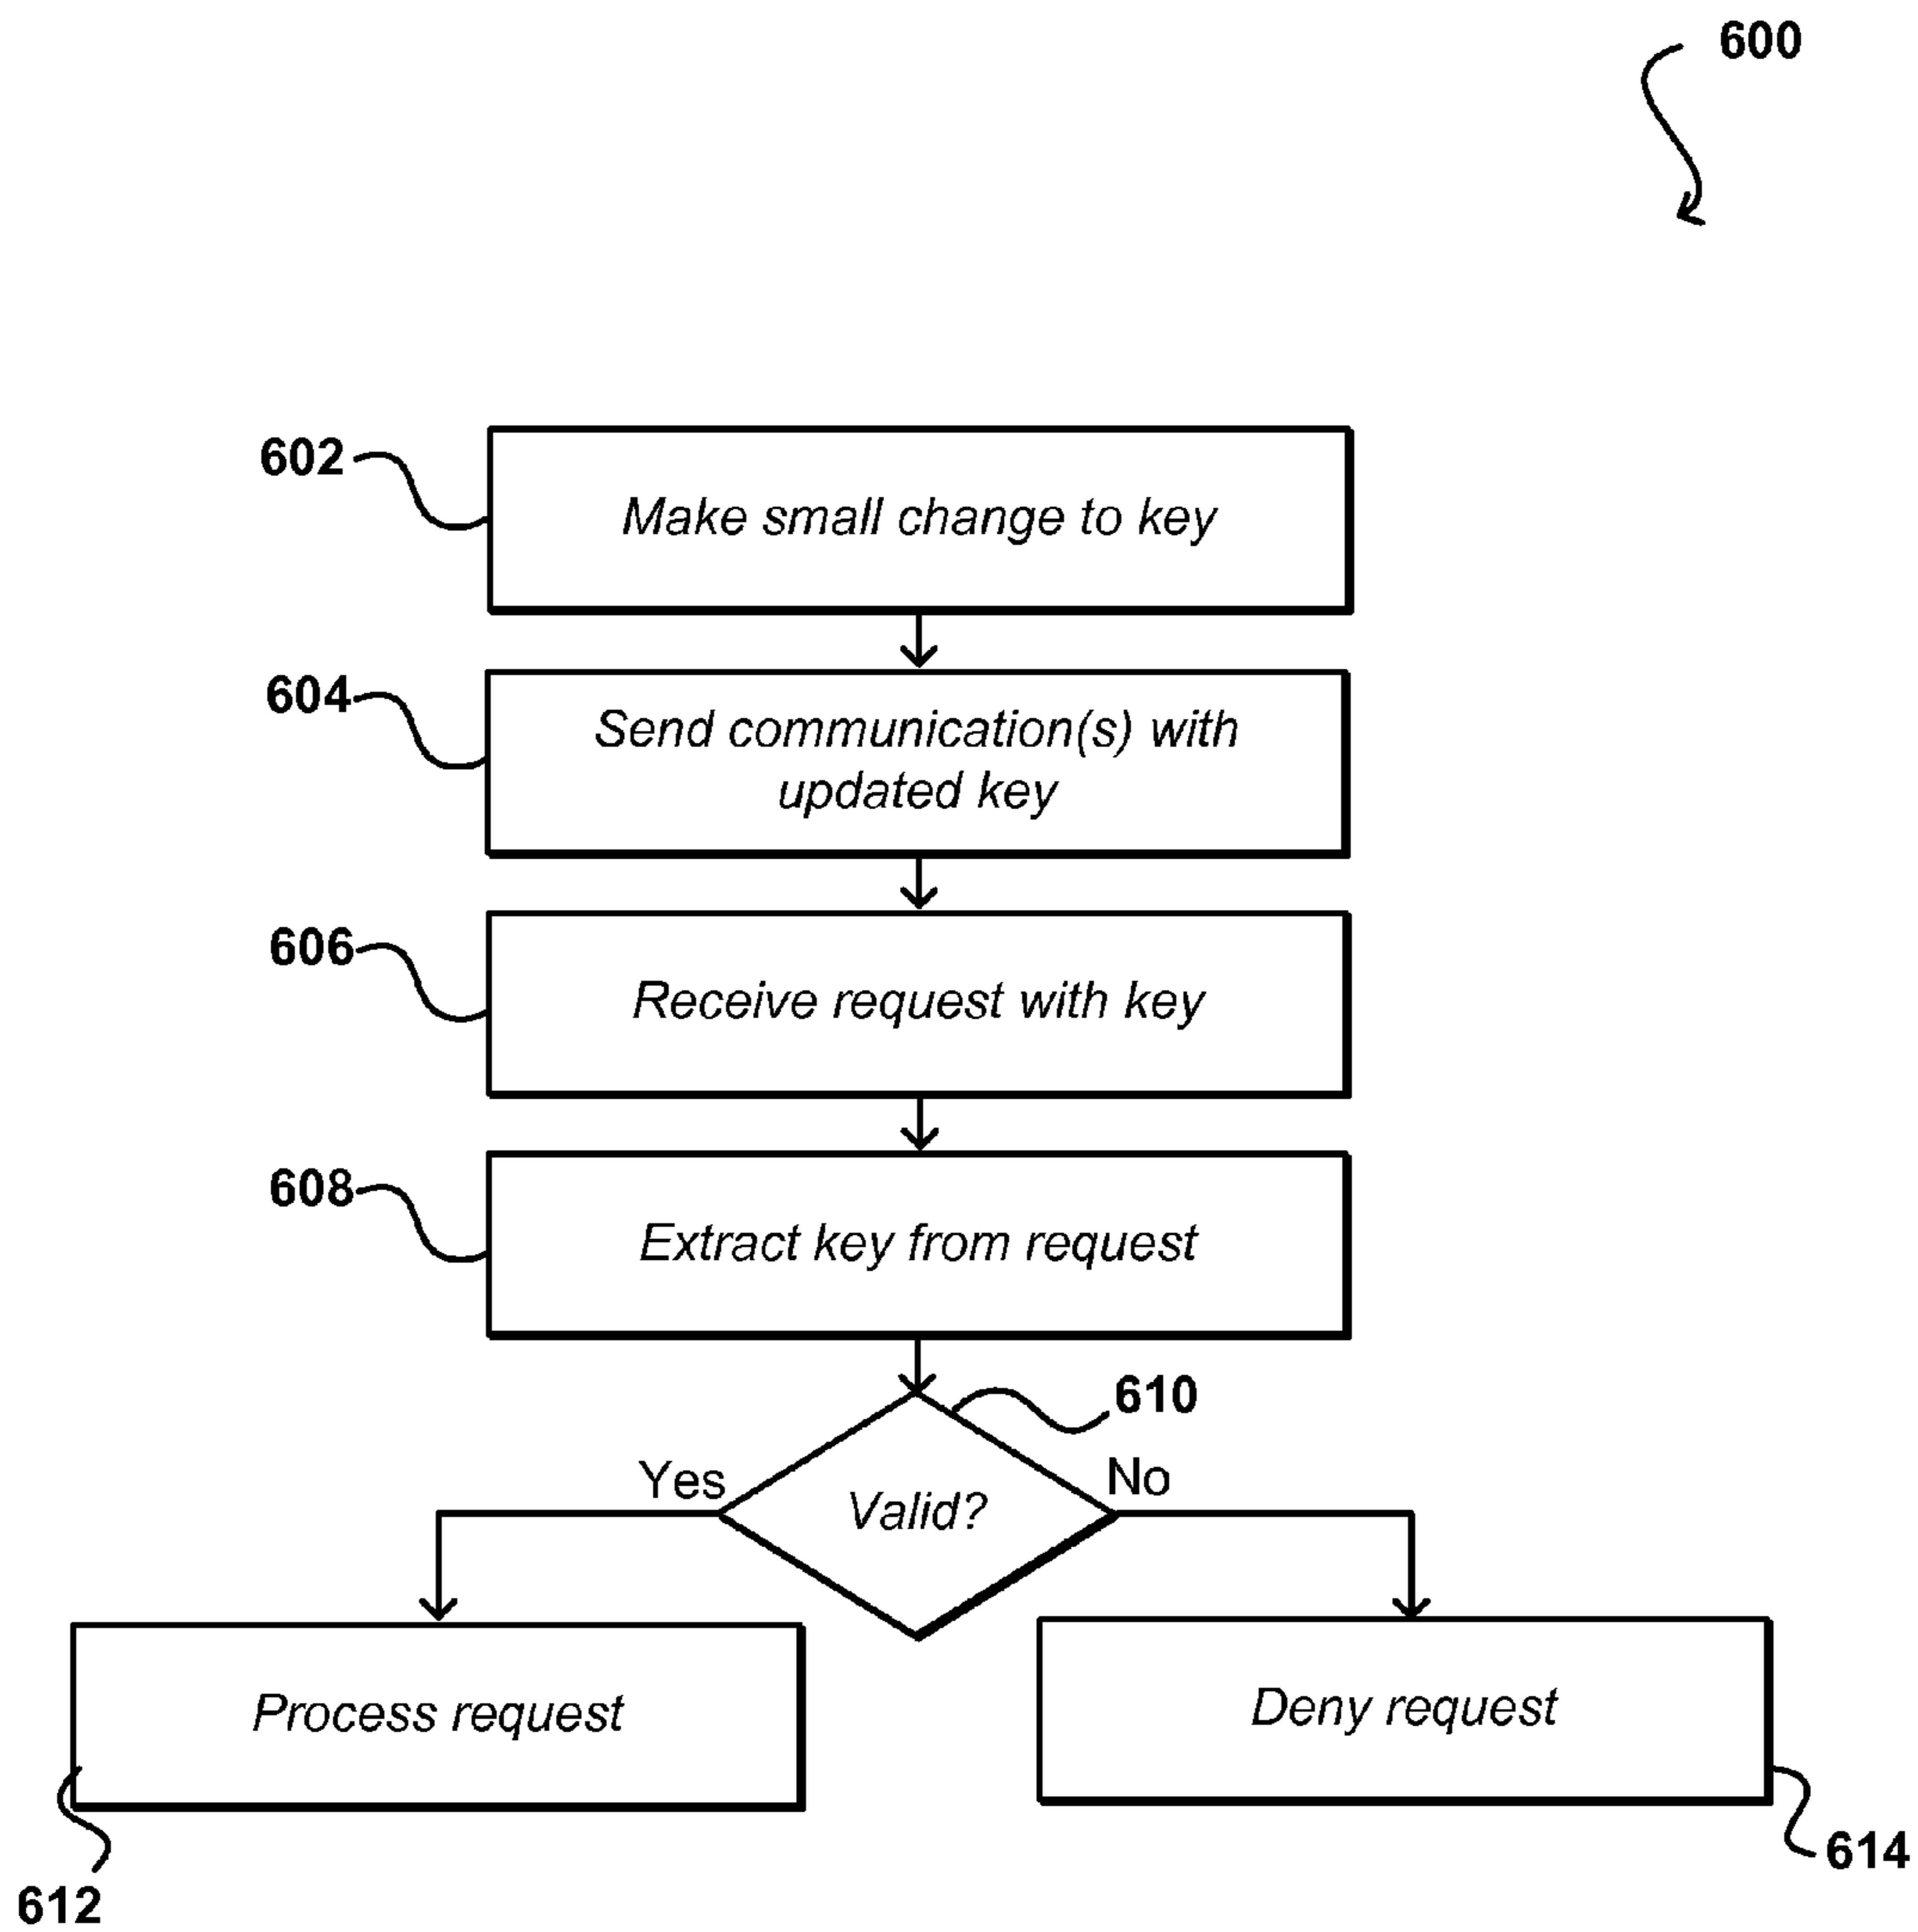 600
602
Make small change to key
604
Send communication(s) with
updated key
606
Receive request with key
608
Extract key from request
610
Yes
No
Valid?
Process request
Deny request
612
614